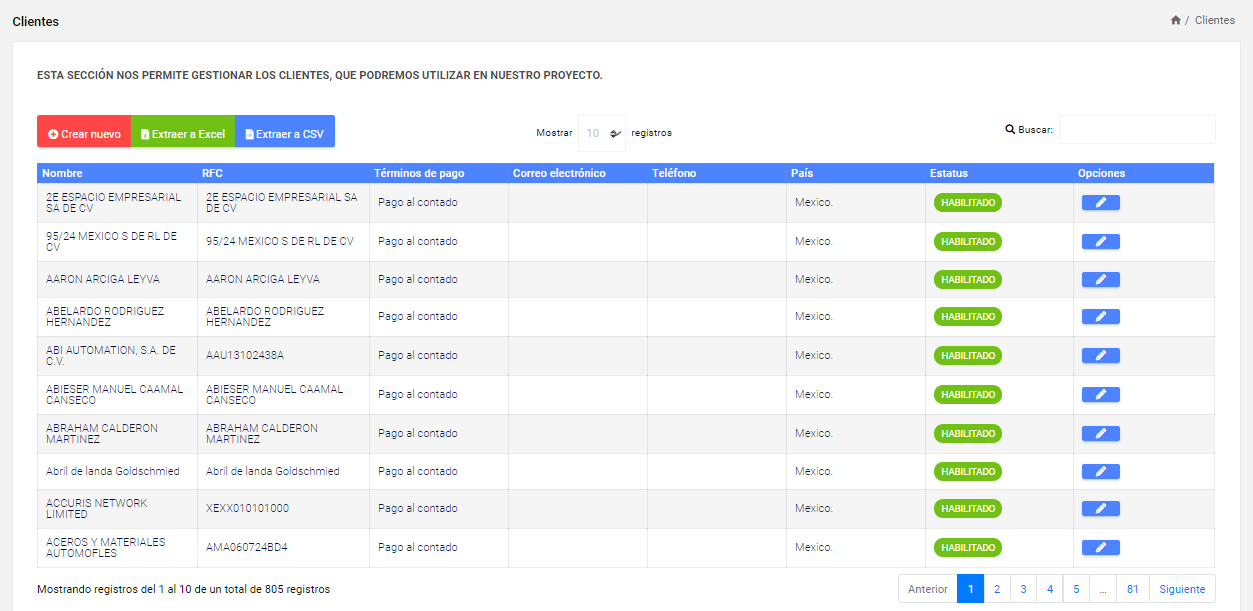 Clientes
/ Clientes
ESTA SECCIÓN NOS PERMITE GESTIONAR LOS CLIENTES, QUE PODREMOS UTILIZAR EN NUESTRO PROYECTO.
Crear nuevo Extraer a Excel Extraer a CSV Mostrar 10 registros Buscar:
Nombre RFC Términos de pago Correo electrónico Teléfono País Estatus Opciones
2E ESPACIO EMPRESARIAL
SA DE CV
2E ESPACIO EMPRESARIAL SA
DE CV
Pago al contado Mexico. HABILITADO
95/24 MEXICO S DE RL DE
CV
95/24 MEXICO S DE RL DE CV Pago al contado Mexico. HABILITADO
AARON ARCIGA LEYVA AARON ARCIGA LEYVA Pago al contado Mexico. HABILITADO
ABELARDO RODRIGUEZ
HERNANDEZ
ABELARDO RODRIGUEZ
HERNANDEZ
Pago al contado Mexico. HABILITADO
ABI AUTOMATION, S.A. DE
C.V.
AAU13102438A Pago al contado Mexico. HABILITADO
ABIESER MANUEL CAAMAL
CANSECO
ABIESER MANUEL CAAMAL
CANSECO
Pago al contado Mexico. HABILITADO
ABRAHAM CALDERON
MARTINEZ
ABRAHAM CALDERON
MARTINEZ
Pago al contado Mexico. HABILITADO
Abril de landa Goldschmied Abril de landa Goldschmied Pago al contado Mexico. HABILITADO
ACCURIS NETWORK
LIMITED
XEXX010101000 Pago al contado Mexico. HABILITADO
ACEROS Y MATERIALES
AUTOMOFLES
AMA060724BD4 Pago al contado Mexico. HABILITADO
Mostrando registros del 1 al 10 de un total de 805 registros Anterior 1 2 3 4 5 ... 81 Siguiente